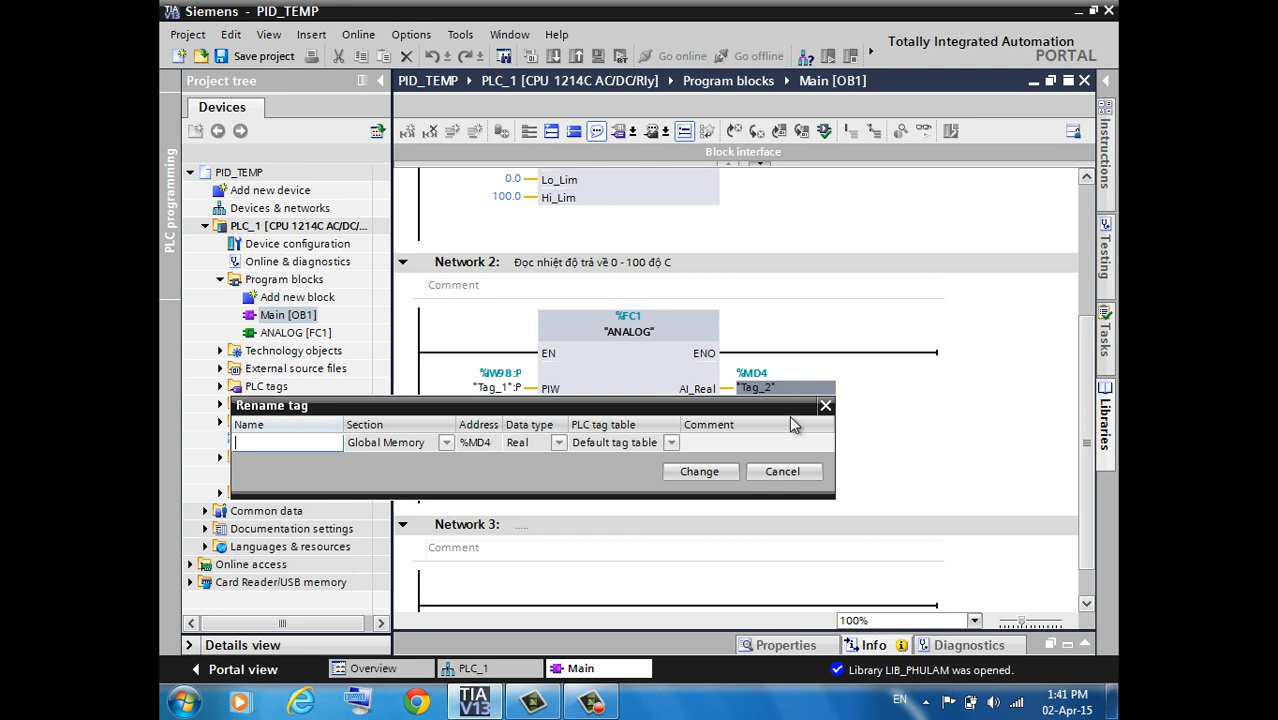 Siemens - PID_TEMP
Project Edit View Insert Online Options Tools Window Help
Totally Integrated Automation
PORTAL
Save project
Go online
Go offline
Project tree
PID_TEMP PLC_1 [CPU 1214C AC/DC/Rly] Program blocks Main [OB1]
Devices
Block interface
PLC programming
PID_TEMP
Add new device
Devices & networks
PLC_1 [CPU 1214C AC/DC/...
Device configuration
Online & diagnostics
Program blocks
Add new block
Main [OB1]
ANALOG [FC1]
Technology objects
External source files
PLC tags
Common data
Documentation settings
Languages & resources
Online access
Card Reader/USB memory
Details view
0.0 Lo_Lim
100.0 Hi_Lim
Network 2: Đọc nhiệt độ trả về 0 - 100 độ C
Comment
%FC1
"ANALOG"
EN ENO
%IW98:P
"Tag_1":P PIW
AI_Real
%MD4
"Tag_2"
Rename tag
Name Section Address Data type PLC tag table Comment
Global Memory %MD4 Real Default tag table
Change Cancel
Network 3: .....
Comment
100%
Properties Info Diagnostics
Instructions
Testing
Tasks
Libraries
Portal view Overview PLC_1 Main
Library LIB_PHULAM was opened.
TIA
V13
EN
1:41 PM
02-Apr-15